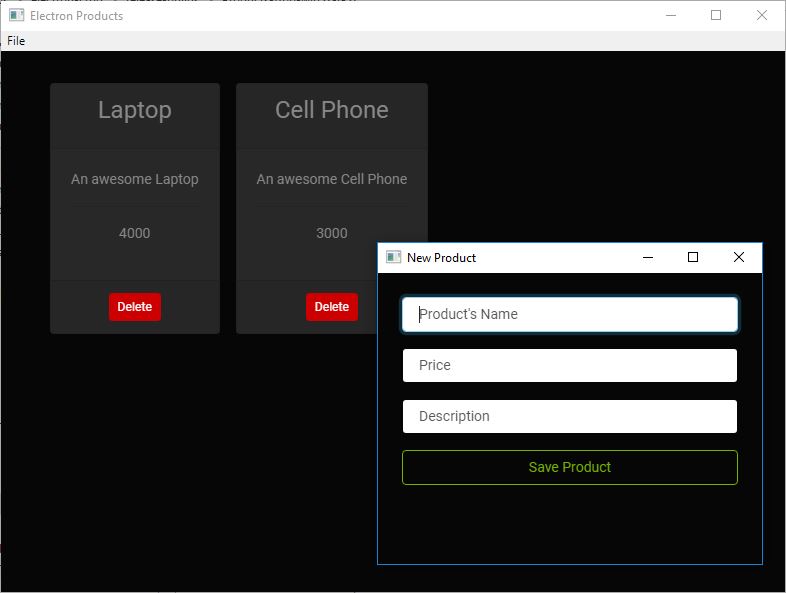 Electron Products
File
Laptop
An awesome Laptop
4000
Delete
Cell Phone
An awesome Cell Phone
3000
Delete
New Product
Product's Name
Price
Description
Save Product